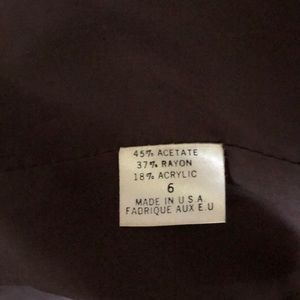 45% ACETATE
37% RAYON
18% ACRYLIC
6
MADE IN U.S.A.
FABRIQUE AUX E.U